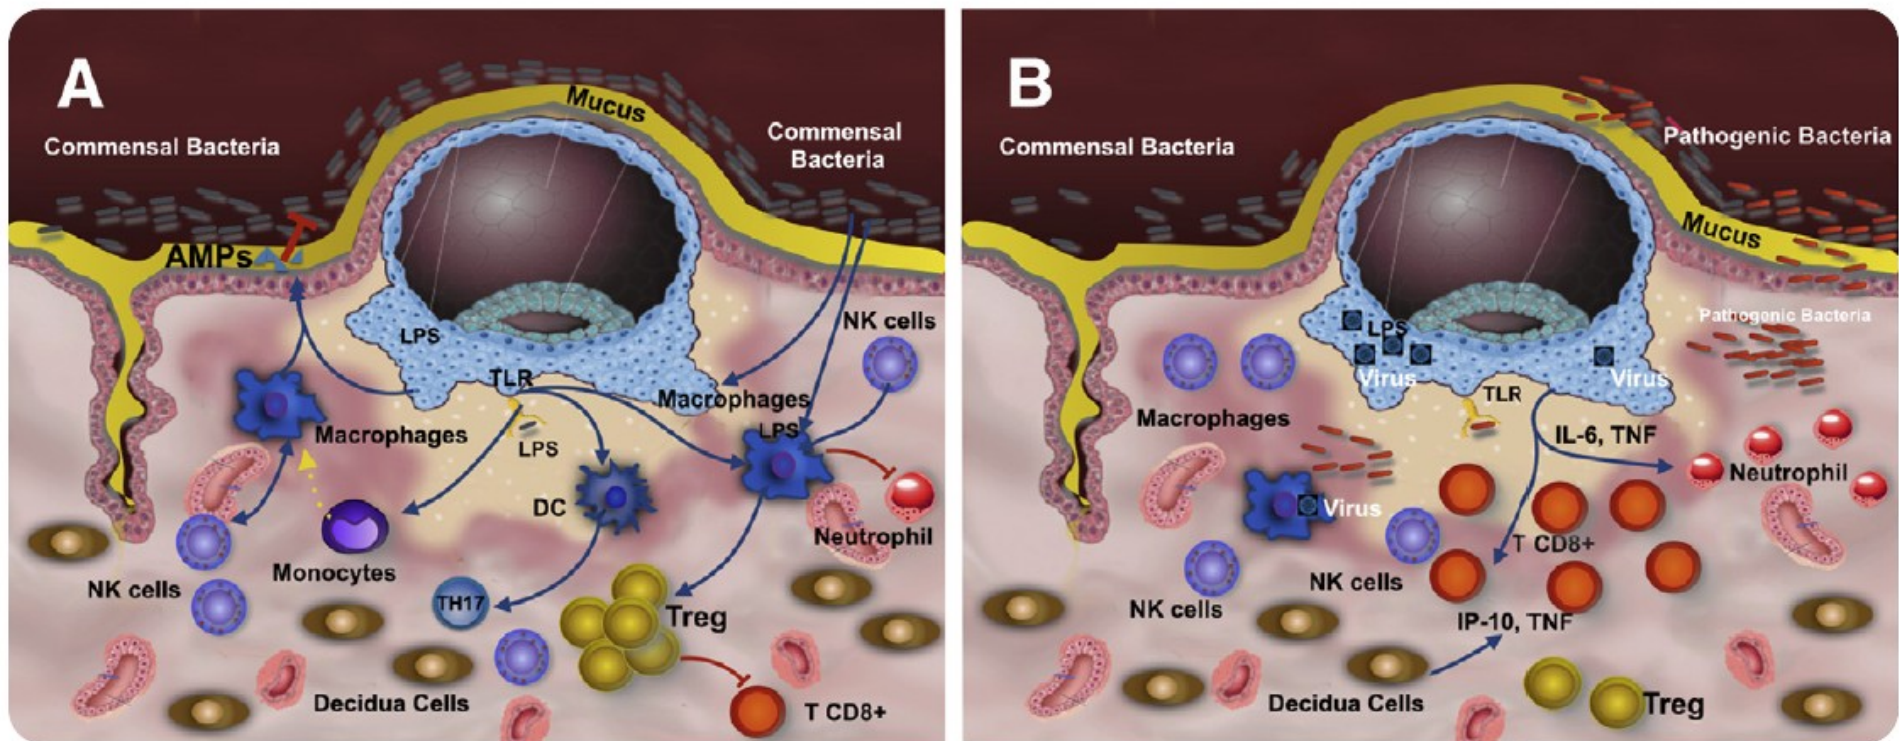 A
Commensal Bacteria
Mucus
Commensal
Bacteria
AMPs
LPS
NK cells
TLR
Macrophages
LPS
Macrophages
LPS
DC
Neutrophil
Monocytes
NK cells
TH17
Treg
Decidua Cells
T CD8+
B
Commensal Bacteria
Pathogenic Bacteria
Mucus
Pathogenic Bacteria
LPS
Virus
Virus
TLR
Macrophages
IL-6, TNF
Neutrophil
Virus
T CD8+
NK cells
NK cells
IP-10, TNF
Decidua Cells
Treg